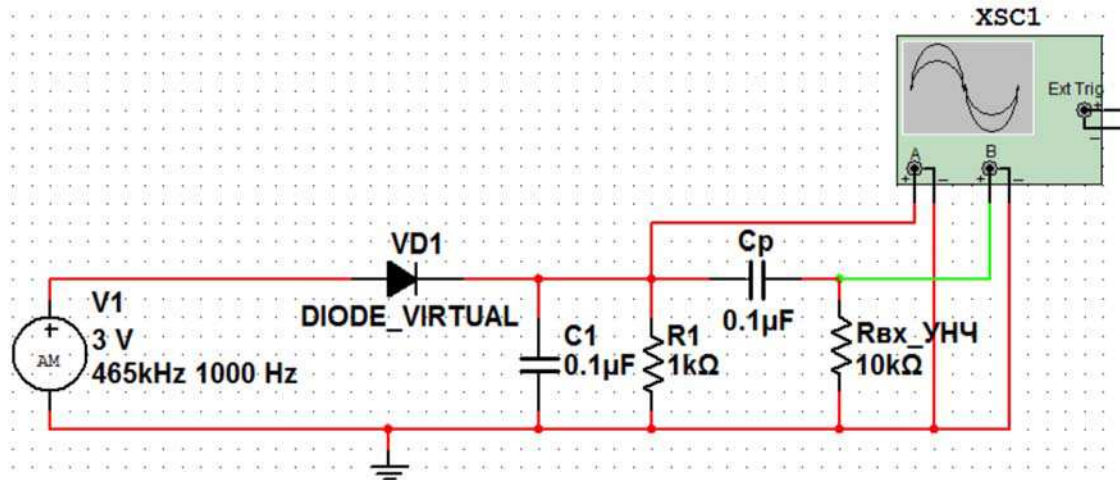 XSC1
Ext Trig
+
−
A
B
+
−
+
−
VD1
DIODE_VIRTUAL
V1
3 V
465kHz 1000 Hz
+
AM
C1
0.1µF
R1
1kΩ
Cp
0.1µF
Rвх_УНЧ
10kΩ